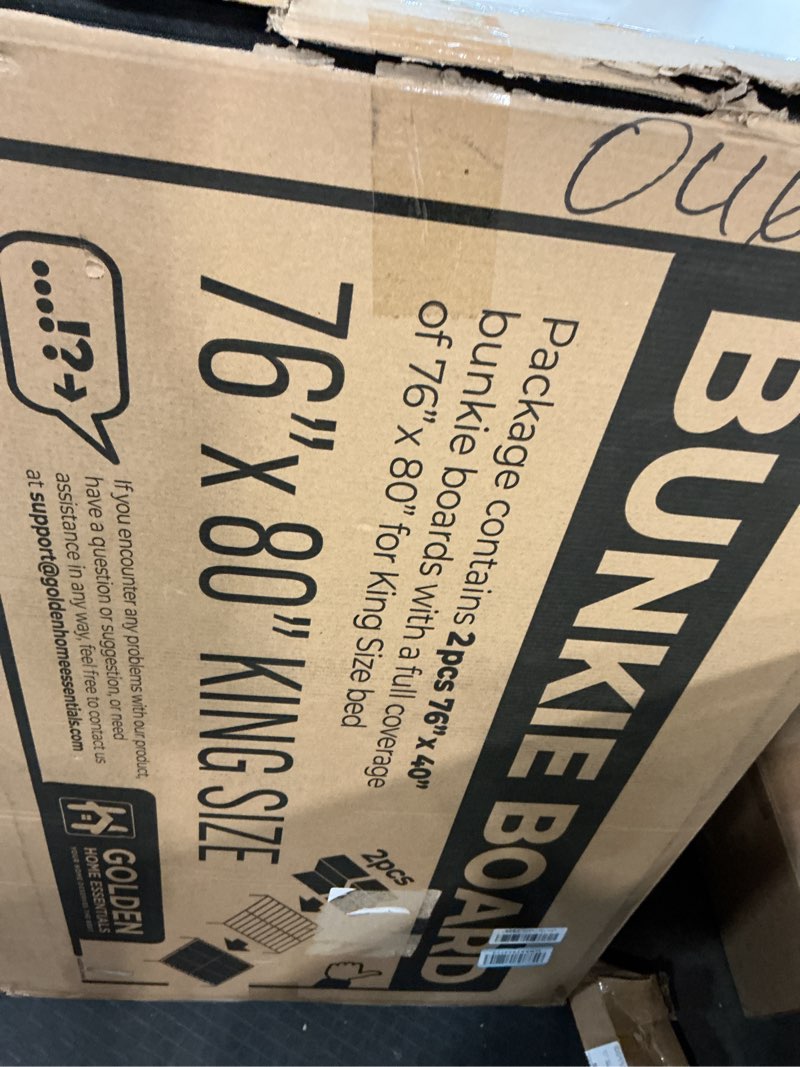 BUNKIE BOARD
Package contains 2pcs 76" x 40"
bunkie boards with a full coverage
of 76" x 80" for King Size bed
76" x 80" KING SIZE
2pcs
...!?→
If you encounter any problems with our product,
have a question or suggestion, or need
assistance in any way, feel free to contact us
at support@goldenhomeessentials.com
GOLDEN
HOME ESSENTIALS